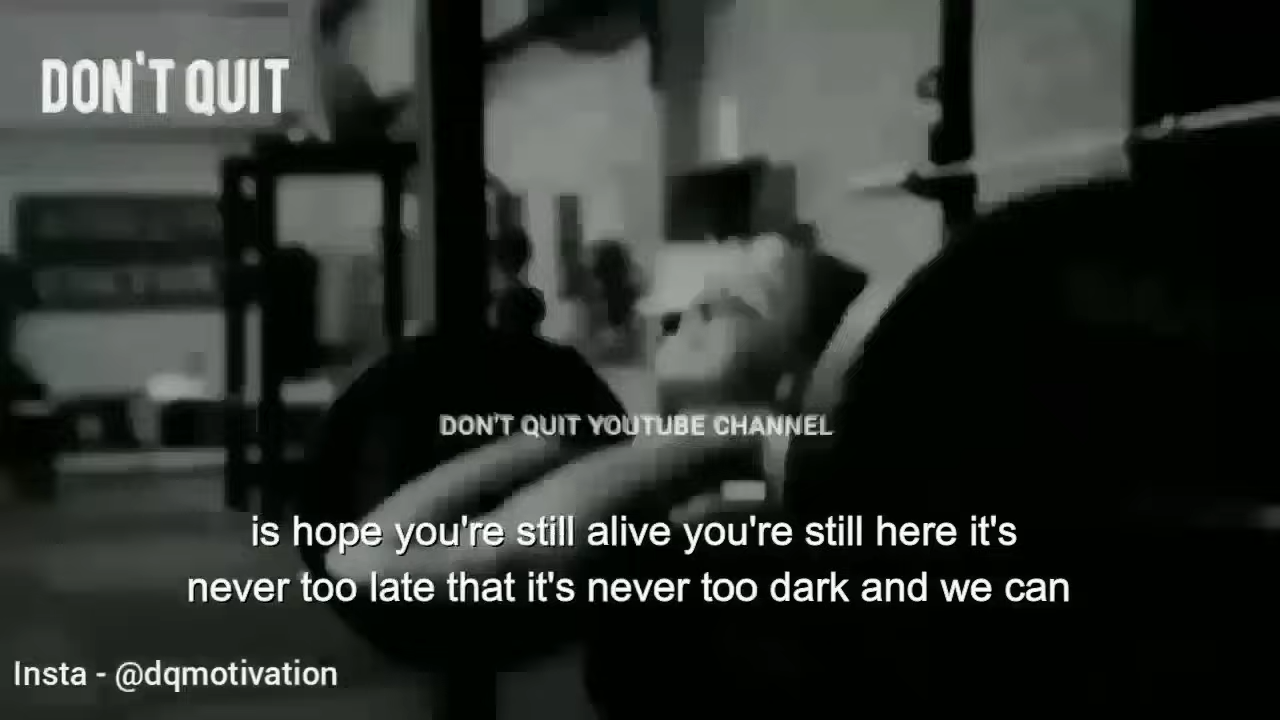 DON'T QUIT
DON'T QUIT YOUTUBE CHANNEL
is hope you're still alive you're still here it's
never too late that it's never too dark and we can
Insta - @dqmotivation